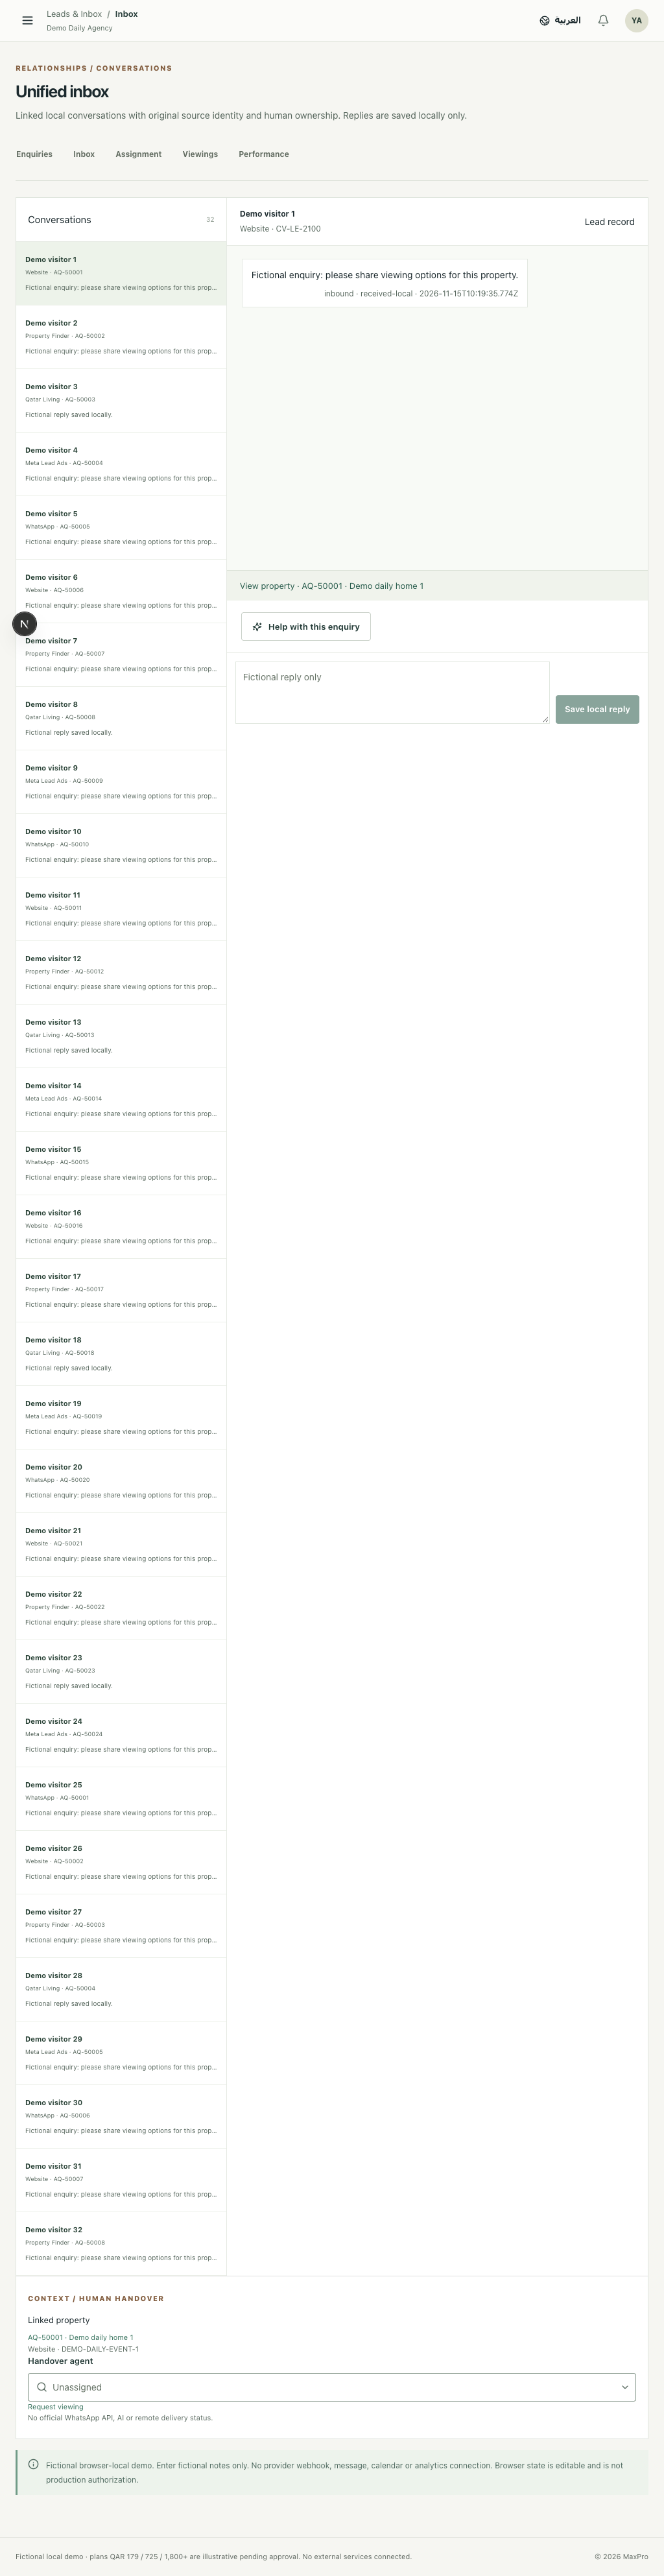 Leads & Inbox / Inbox
Demo Daily Agency
العربية
YA
RELATIONSHIPS / CONVERSATIONS
Unified inbox
Linked local conversations with original source identity and human ownership. Replies are saved locally only.
Enquiries Inbox Assignment Viewings Performance
Conversations 32
Demo visitor 1
Website · AQ-50001
Fictional enquiry: please share viewing options for this prop...
Demo visitor 2
Property Finder · AQ-50002
Fictional enquiry: please share viewing options for this prop...
Demo visitor 3
Qatar Living · AQ-50003
Fictional reply saved locally.
Demo visitor 4
Meta Lead Ads · AQ-50004
Fictional enquiry: please share viewing options for this prop...
Demo visitor 5
WhatsApp · AQ-50005
Fictional enquiry: please share viewing options for this prop...
Demo visitor 6
Website · AQ-50006
Fictional enquiry: please share viewing options for this prop...
N
Demo visitor 7
Property Finder · AQ-50007
Fictional enquiry: please share viewing options for this prop...
Demo visitor 8
Qatar Living · AQ-50008
Fictional reply saved locally.
Demo visitor 9
Meta Lead Ads · AQ-50009
Fictional enquiry: please share viewing options for this prop...
Demo visitor 10
WhatsApp · AQ-50010
Fictional enquiry: please share viewing options for this prop...
Demo visitor 11
Website · AQ-50011
Fictional enquiry: please share viewing options for this prop...
Demo visitor 12
Property Finder · AQ-50012
Fictional enquiry: please share viewing options for this prop...
Demo visitor 13
Qatar Living · AQ-50013
Fictional reply saved locally.
Demo visitor 14
Meta Lead Ads · AQ-50014
Fictional enquiry: please share viewing options for this prop...
Demo visitor 15
WhatsApp · AQ-50015
Fictional enquiry: please share viewing options for this prop...
Demo visitor 16
Website · AQ-50016
Fictional enquiry: please share viewing options for this prop...
Demo visitor 17
Property Finder · AQ-50017
Fictional enquiry: please share viewing options for this prop...
Demo visitor 18
Qatar Living · AQ-50018
Fictional reply saved locally.
Demo visitor 19
Meta Lead Ads · AQ-50019
Fictional enquiry: please share viewing options for this prop...
Demo visitor 20
WhatsApp · AQ-50020
Fictional enquiry: please share viewing options for this prop...
Demo visitor 21
Website · AQ-50021
Fictional enquiry: please share viewing options for this prop...
Demo visitor 22
Property Finder · AQ-50022
Fictional enquiry: please share viewing options for this prop...
Demo visitor 23
Qatar Living · AQ-50023
Fictional reply saved locally.
Demo visitor 24
Meta Lead Ads · AQ-50024
Fictional enquiry: please share viewing options for this prop...
Demo visitor 25
WhatsApp · AQ-50001
Fictional enquiry: please share viewing options for this prop...
Demo visitor 26
Website · AQ-50002
Fictional enquiry: please share viewing options for this prop...
Demo visitor 27
Property Finder · AQ-50003
Fictional enquiry: please share viewing options for this prop...
Demo visitor 28
Qatar Living · AQ-50004
Fictional reply saved locally.
Demo visitor 29
Meta Lead Ads · AQ-50005
Fictional enquiry: please share viewing options for this prop...
Demo visitor 30
WhatsApp · AQ-50006
Fictional enquiry: please share viewing options for this prop...
Demo visitor 31
Website · AQ-50007
Fictional enquiry: please share viewing options for this prop...
Demo visitor 32
Property Finder · AQ-50008
Fictional enquiry: please share viewing options for this prop...
Demo visitor 1
Website · CV-LE-2100
Lead record
Fictional enquiry: please share viewing options for this property.
inbound · received-local · 2026-11-15T10:19:35.774Z
View property · AQ-50001 · Demo daily home 1
Help with this enquiry
Fictional reply only
Save local reply
CONTEXT / HUMAN HANDOVER
Linked property
AQ-50001 · Demo daily home 1
Website · DEMO-DAILY-EVENT-1
Handover agent
Unassigned
Request viewing
No official WhatsApp API, AI or remote delivery status.
Fictional browser-local demo. Enter fictional notes only. No provider webhook, message, calendar or analytics connection. Browser state is editable and is not
production authorization.
Fictional local demo · plans QAR 179 / 725 / 1,800+ are illustrative pending approval. No external services connected.
© 2026 MaxPro